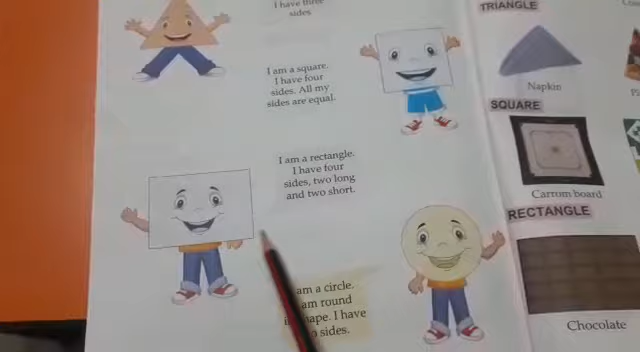 I have three
sides
I am a square.
I have four
sides. All my
sides are equal.
I am a rectangle.
I have four
sides, two long
and two short.
am a circle.
am round
I have
sides.
TRIANGLE
Napkin
SQUARE
Carrom board
RECTANGLE
Chocolate